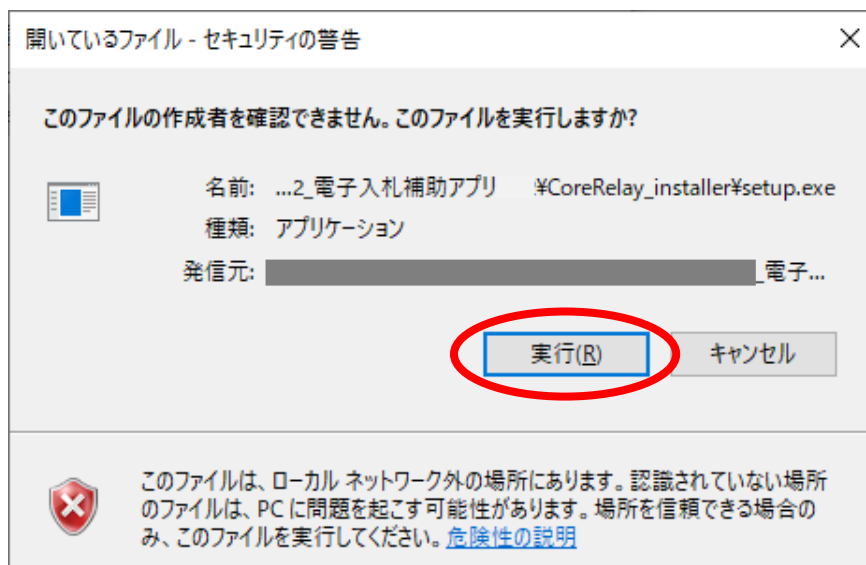 開いているファイル - セキュリティの警告
このファイルの作成者を確認できません。このファイルを実行しますか?
名前: ...2_電子入札補助アプリ ¥CoreRelay_installer¥setup.exe
種類: アプリケーション
発信元: _電子...
実行(R) キャンセル
このファイルは、ローカル ネットワーク外の場所にあります。認識されていない場所
のファイルは、PC に問題を起こす可能性があります。場所を信頼できる場合の
み、このファイルを実行してください。危険性の説明